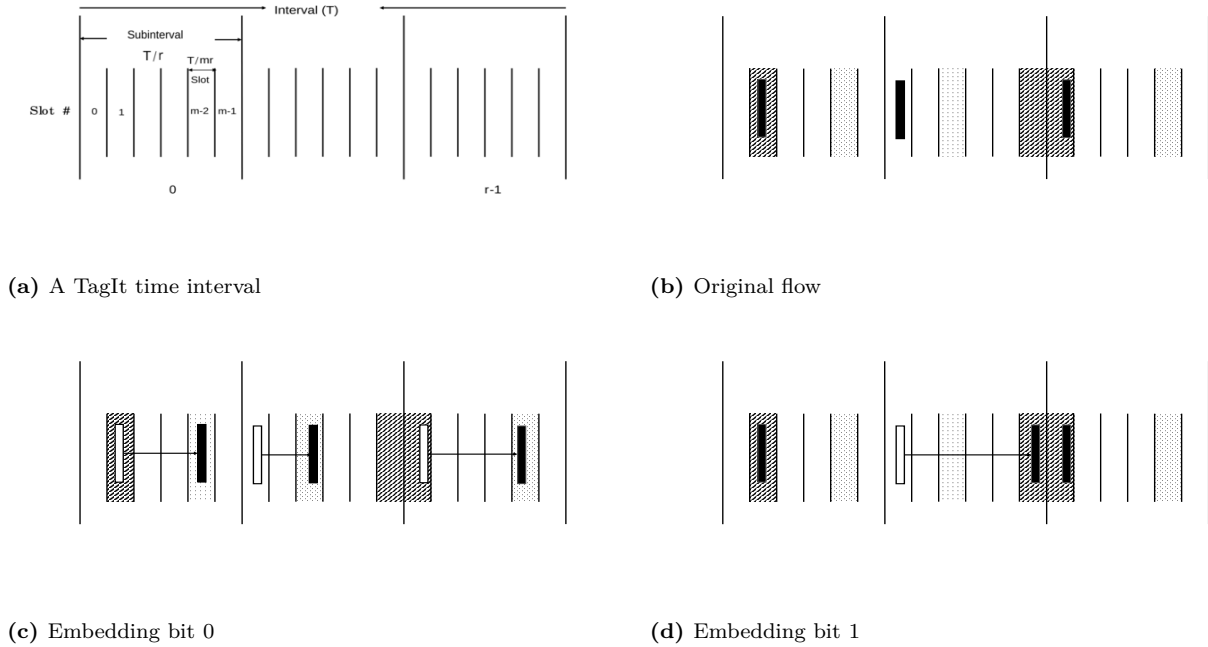 Interval (T)
Subinterval
T/r
T/mr
Slot
Slot # 0 1 m-2 m-1
0 r-1
(a) A TagIt time interval
(b) Original flow
(c) Embedding bit 0
(d) Embedding bit 1